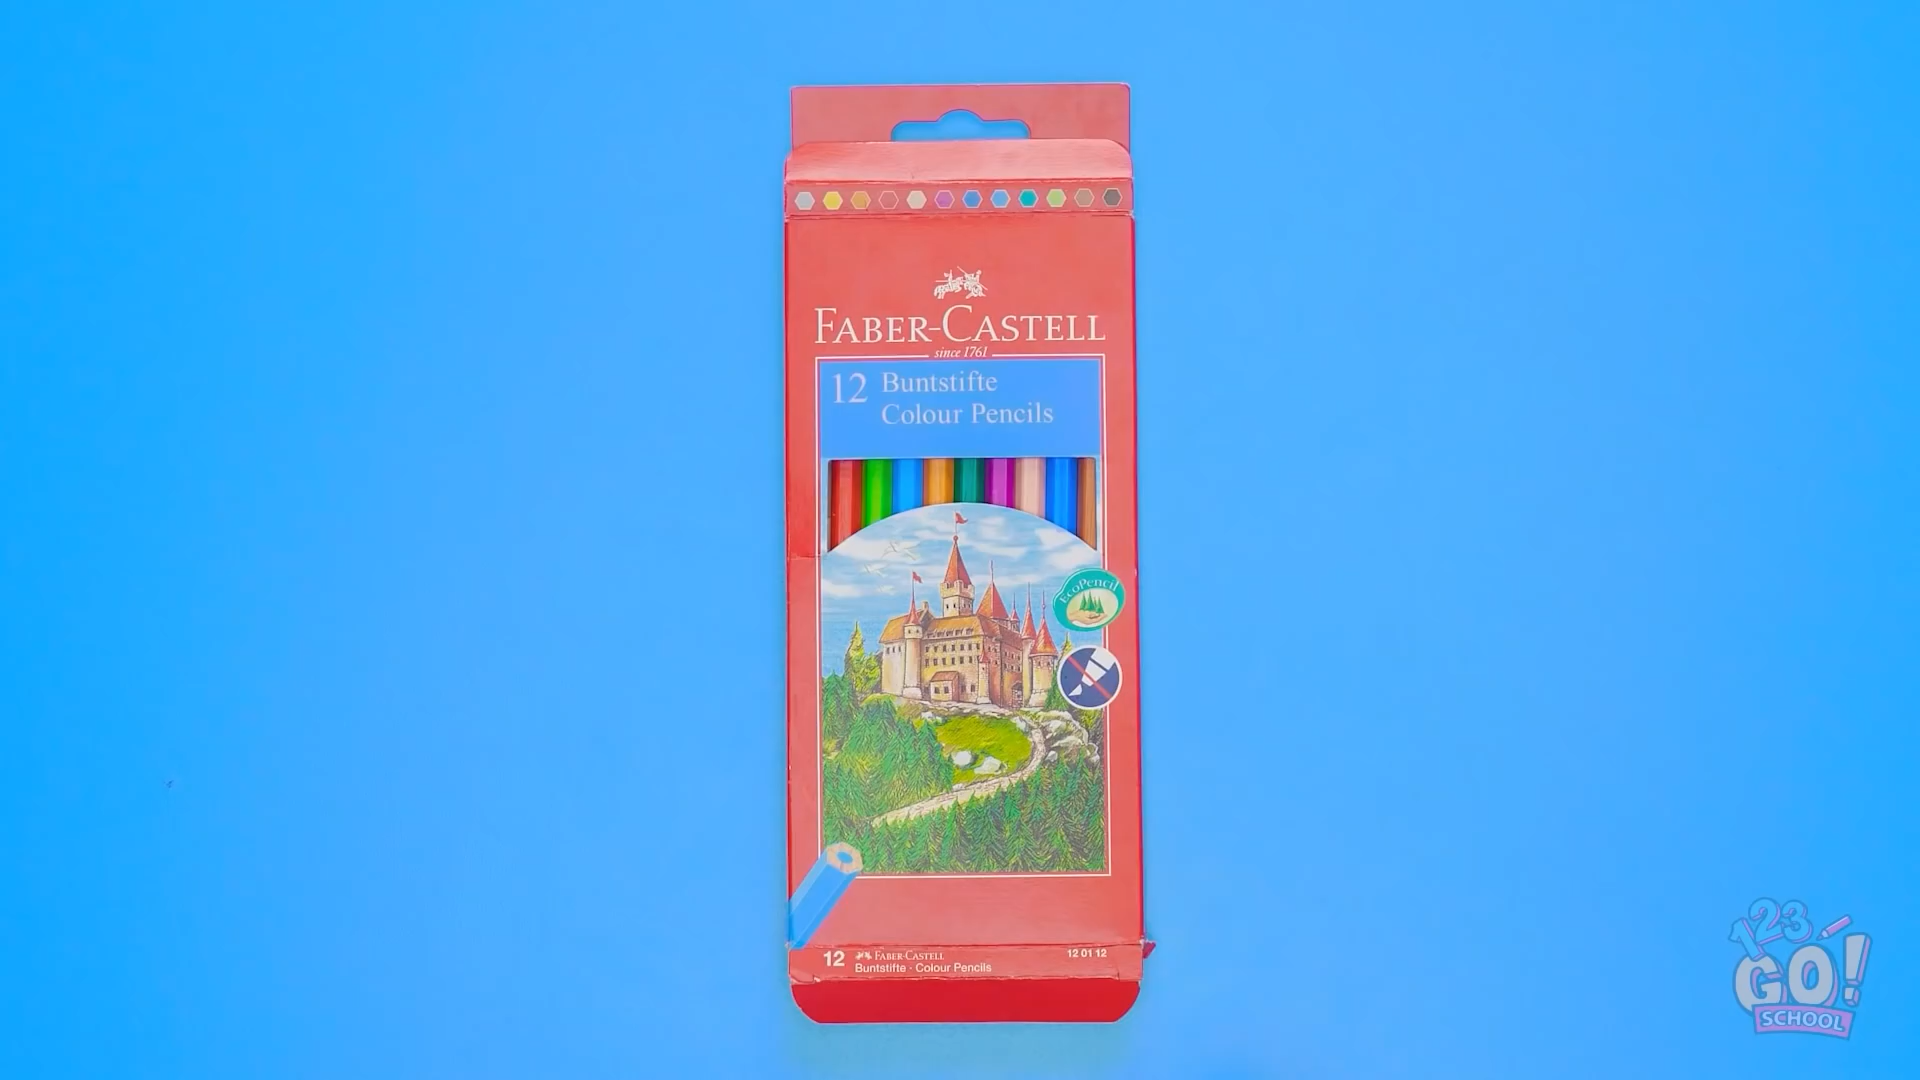 FABER-CASTELL
since 1761
12 Buntstifte
Colour Pencils
EcoPencil
12 FABER-CASTELL 12 01 12
Buntstifte · Colour Pencils
123
GO!
SCHOOL